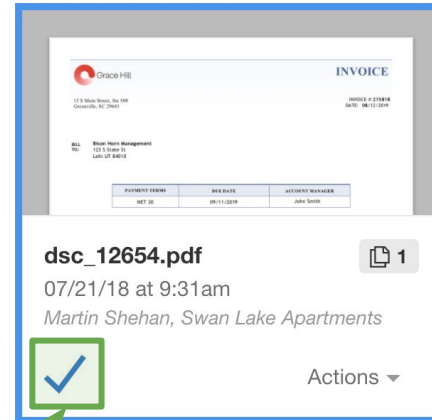 Grace Hill
INVOICE
15 S Main Street, Ste 500
Greenville, SC 29601
INVOICE #: 215818
DATE: 08/12/2019
BILL TO:
Bison Horn Management
123 S State St
Lehi UT 84010
PAYMENT TERMS DUE DATE ACCOUNT MANAGER
NET 30 09/11/2019 John Smith
dsc_12654.pdf
1
07/21/18 at 9:31am
Martin Shehan, Swan Lake Apartments
Actions